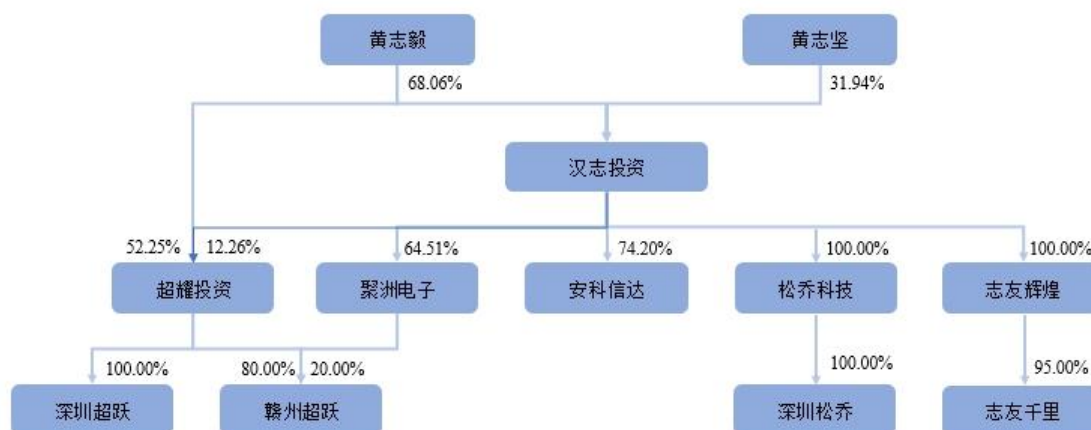 黄志毅
黄志坚
68.06%
31.94%
汉志投资
52.25%
12.26%
64.51%
74.20%
100.00%
100.00%
超耀投资
聚洲电子
安科信达
松乔科技
志友辉煌
100.00%
80.00%
20.00%
100.00%
95.00%
深圳超跃
赣州超跃
深圳松乔
志友千里